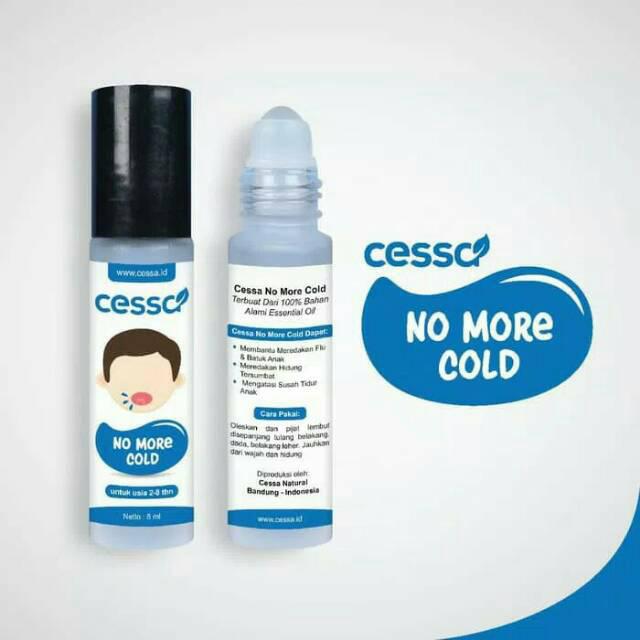 www.cessa.id
cessa
NO MORE
COLD
untuk usia 2-8 thn
Netto : 8 ml
Cessa No More Cold
Terbuat Dari 100% Bahan
Alami Essential Oil
Cessa No More Cold Dapat:
• Membantu Meredakan Flu
& Batuk Anak
• Meredakan Hidung
Tersumbat
• Mengatasi Susah Tidur
Anak
Cara Pakai:
Oleskan dan pijat lembut
disepanjang tulang belakang,
dada, belakang leher. Jauhkan
dari wajah dan hidung
Diproduksi oleh:
Cessa Natural
Bandung - Indonesia
www.cessa.id
cessa
NO MORE
COLD